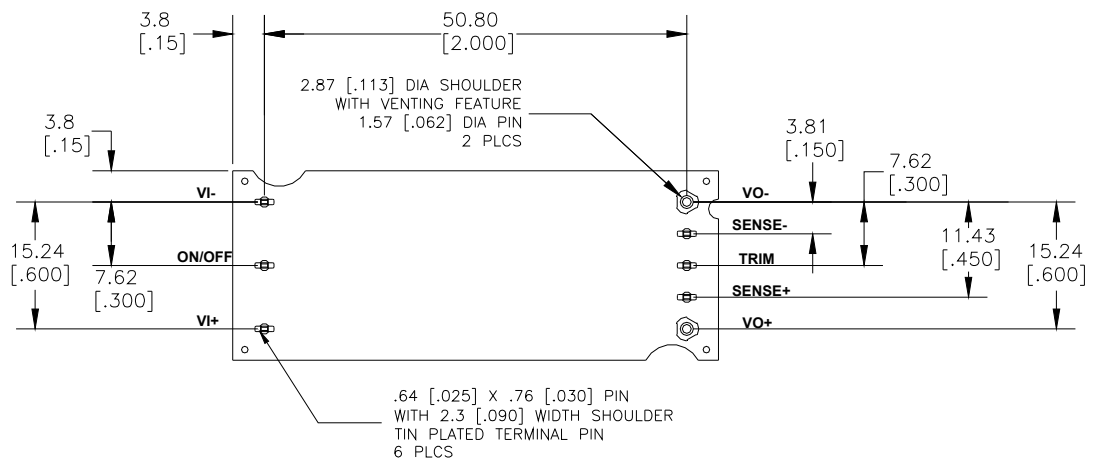 3.8
[.15]
50.80
[2.000]
2.87 [.113] DIA SHOULDER
WITH VENTING FEATURE
1.57 [.062] DIA PIN
2 PLCS
3.8
[.15]
3.81
[.150]
7.62
[.300]
VI-
VO-
SENSE-
15.24
[.600]
7.62
[.300]
ON/OFF
TRIM
11.43
[.450]
15.24
[.600]
SENSE+
VI+
VO+
.64 [.025] X .76 [.030] PIN
WITH 2.3 [.090] WIDTH SHOULDER
TIN PLATED TERMINAL PIN
6 PLCS